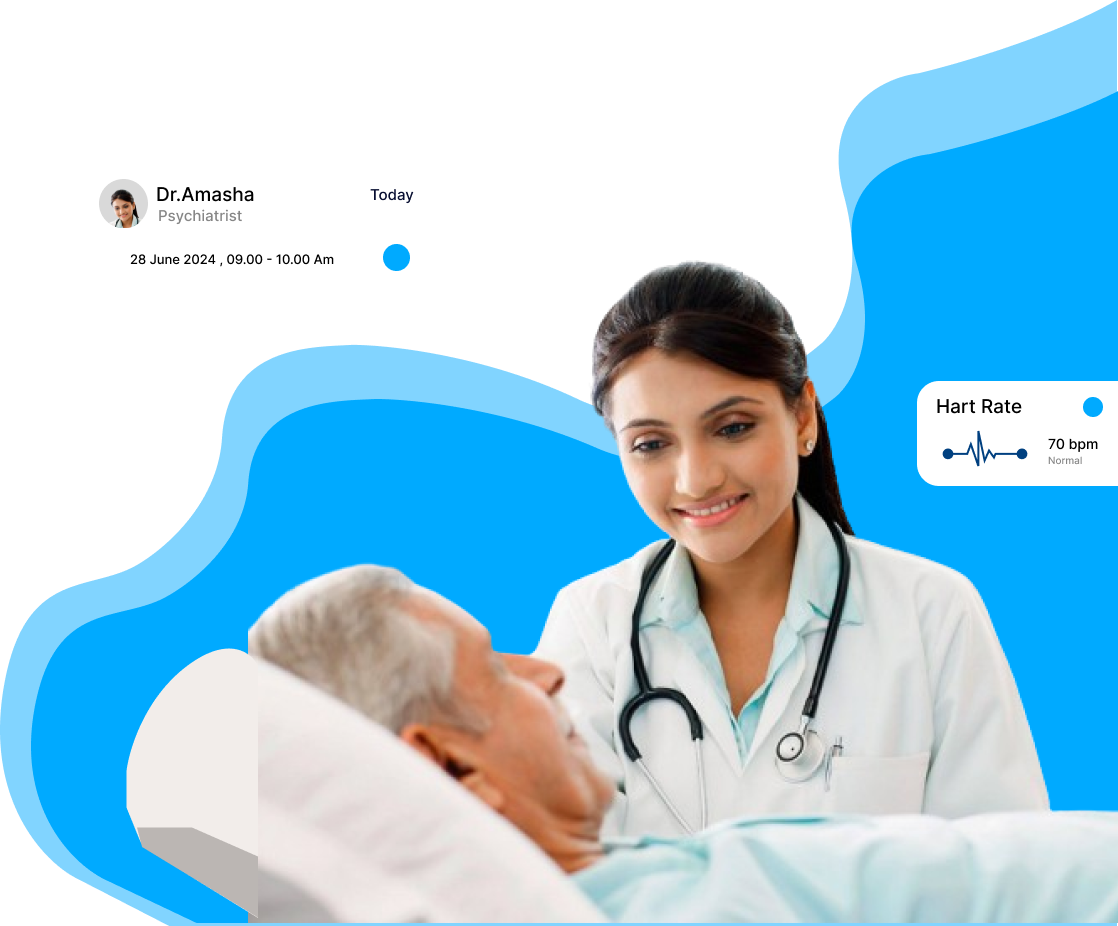 Dr.Amasha
Today
Psychiatrist
28 June 2024 , 09.00 - 10.00 Am
Hart Rate
70 bpm
Normal